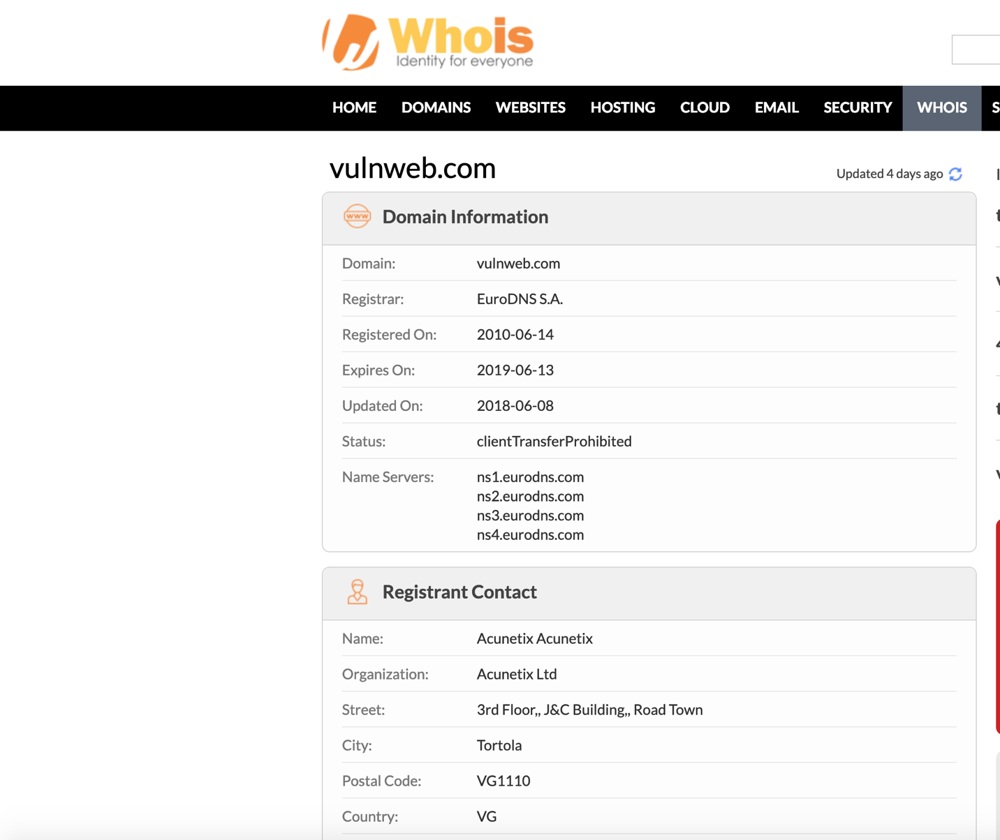 Whois
Identity for everyone
HOME DOMAINS WEBSITES HOSTING CLOUD EMAIL SECURITY WHOIS S
vulnweb.com
Updated 4 days ago
www
Domain Information
Domain: vulnweb.com
Registrar: EuroDNS S.A.
Registered On: 2010-06-14
Expires On: 2019-06-13
Updated On: 2018-06-08
Status: clientTransferProhibited
Name Servers: ns1.eurodns.com
ns2.eurodns.com
ns3.eurodns.com
ns4.eurodns.com
Registrant Contact
Name: Acunetix Acunetix
Organization: Acunetix Ltd
Street: 3rd Floor,, J&C Building,, Road Town
City: Tortola
Postal Code: VG1110
Country: VG